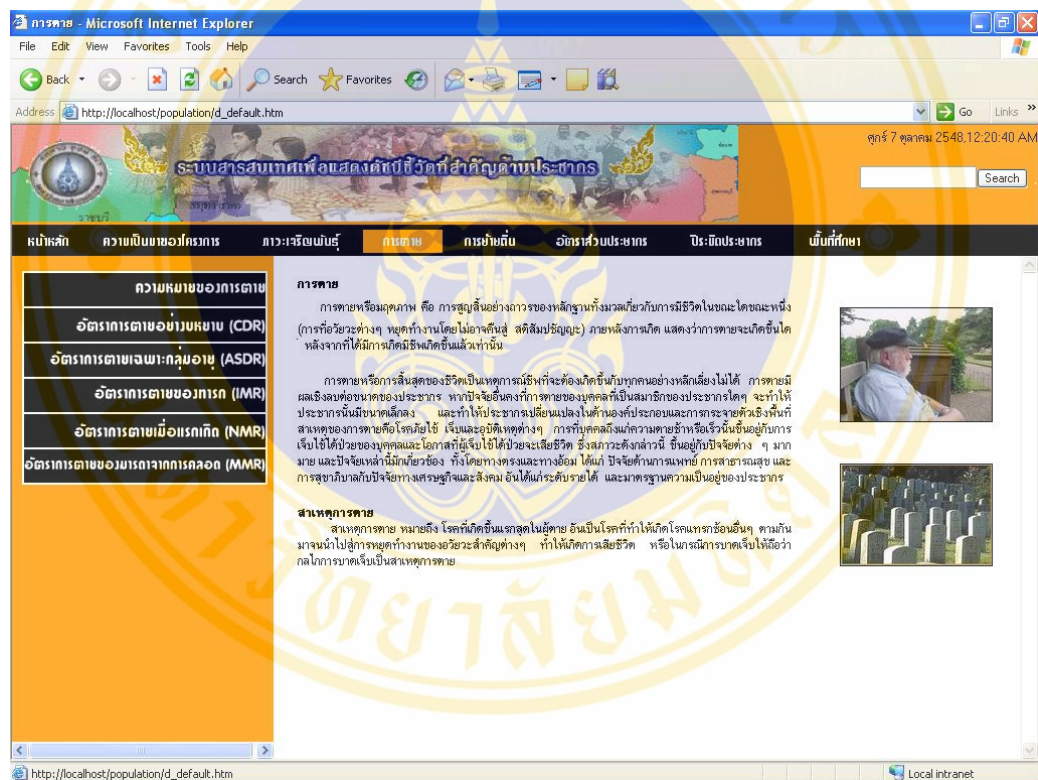 การตาย - Microsoft Internet Explorer
File Edit View Favorites Tools Help
Back Search Favorites
Address http://localhost/population/d_default.htm Go Links »
ระบบสารสนเทศเพื่อแสดงดัชนีชี้วัดที่สำคัญด้านประชากร
ศุกร์ 7 ตุลาคม 2548,12:20:40 AM
Search
ราชบุรี
หน้าหลัก ความเป็นมาของโครงการ ภาวะเจริญพันธุ์ การตาย การย้ายถิ่น อัตราส่วนประชากร ปิระมิดประชากร พื้นที่ศึกษา
ความหมายของการตาย
อัตราการตายอย่างหยาบ (CDR)
อัตราการตายเฉพาะกลุ่มอายุ (ASDR)
อัตราการตายของทารก (IMR)
อัตราการตายเมื่อแรกเกิด (NMR)
อัตราการตายของมารดาจากการคลอด (MMR)
การตาย
การตายหรือมฤตภาพ คือ การสูญสิ้นอย่างถาวรของหลักฐานทั้งมวลเกี่ยวกับการมีชีวิตในขณะใดขณะหนึ่ง
(การที่อวัยวะต่างๆ หยุดทำงานโดยไม่อาจคืนสู่ สติสัมปชัญญะ) ภายหลังการเกิด แสดงว่าการตายจะเกิดขึ้นได
หลังจากที่ได้มีการเกิดมีชีพเกิดขึ้นแล้วเท่านั้น
การตายหรือการสิ้นสุดของชีวิตเป็นเหตุการณ์ชีพที่จะต้องเกิดขึ้นกับทุกคนอย่างหลีกเลี่ยงไม่ได้ การตายมี
ผลเชิงลบต่อขนาดของประชากร หากปัจจัยอื่นคงที่การตายของบุคคลที่เป็นสมาชิกของประชากรใดๆ จะทำให้
ประชากรนั้นมีขนาดเล็กลง และทำให้ประชากรเปลี่ยนแปลงในด้านองค์ประกอบและการกระจายตัวเชิงพื้นที่
สาเหตุของการตายคือโรคภัยไข้ เจ็บและอุบัติเหตุต่างๆ การที่บุคคลถึงแก่ความตายช้าหรือเร็วนั้นขึ้นอยู่กับการ
เจ็บไข้ได้ป่วยของบุคคลและโอกาสที่ผู้เจ็บไข้ได้ป่วยจะเสียชีวิต ซึ่งสภาวะดังกล่าวนี้ ขึ้นอยู่กับปัจจัยต่าง ๆ มาก
มาย และปัจจัยเหล่านี้มักเกี่ยวข้อง ทั้งโดยทางตรงและทางอ้อม ได้แก่ ปัจจัยด้านการแพทย์ การสาธารณสุข และ
การสุขาภิบาลกับปัจจัยทางเศรษฐกิจและสังคม อันได้แก่ระดับรายได้ และมาตรฐานความเป็นอยู่ของประชากร
สาเหตุการตาย
สาเหตุการตาย หมายถึง โรคที่เกิดขึ้นแรกสุดในผู้ตาย อันเป็นโรคที่ทำให้เกิดโรคแทรกซ้อนอื่นๆ ตามกัน
มาจนนำไปสู่การหยุดทำงานของอวัยวะสำคัญต่างๆ ทำให้เกิดการเสียชีวิต หรือในกรณีการบาดเจ็บให้ถือว่า
กลไกการบาดเจ็บเป็นสาเหตุการตาย
http://localhost/population/d_default.htm Local intranet